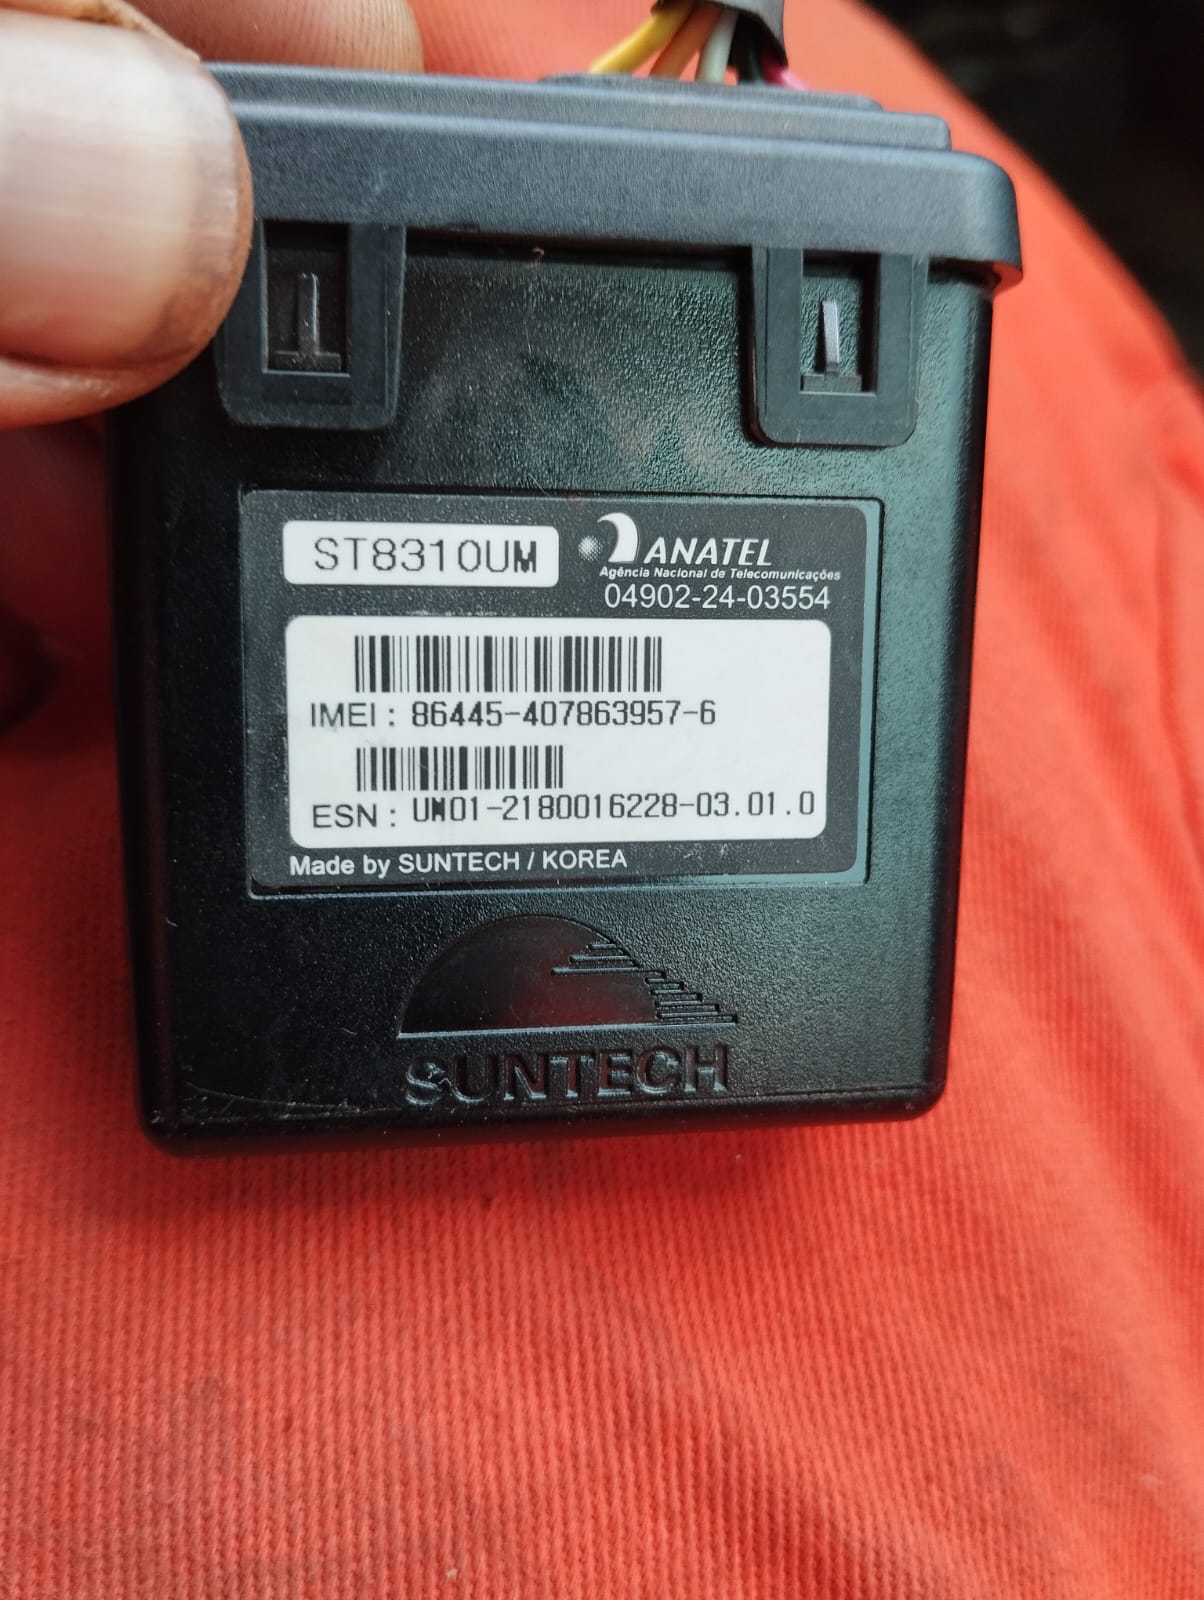 ST8310UM
ANATEL
Agência Nacional de Telecomunicações
04902-24-03554
IMEI : 86445-407863957-6
ESN : UM01-2180016228-03.01.0
Made by SUNTECH / KOREA
SUNTECH